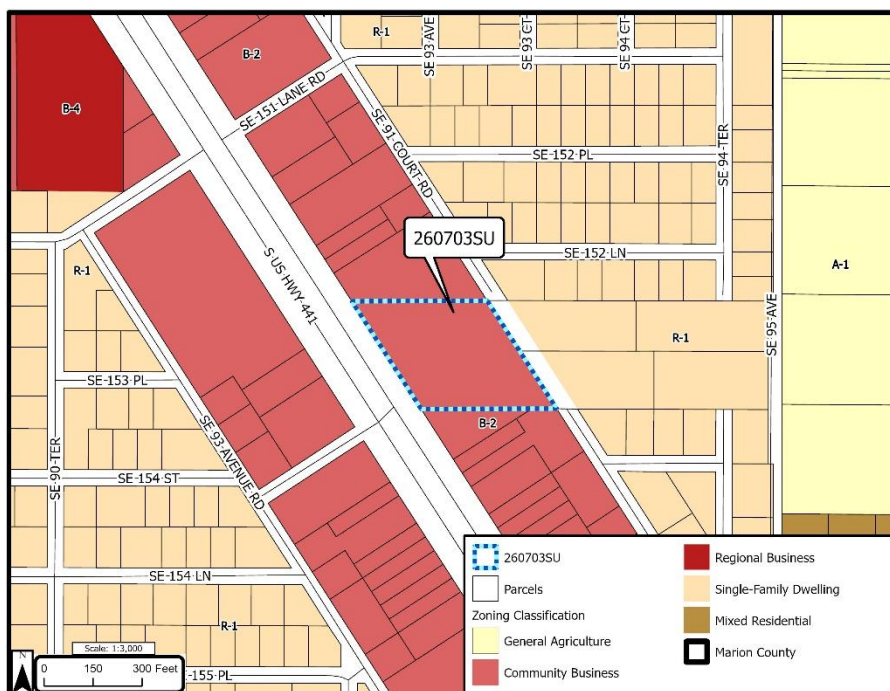 R-1
SE 93 AVE
SE 93 CT
SE 94 CT
B-2
SE 151 LANE RD
B-4
SE 91 COURT RD
SE 152 PL
SE 94 TER
260703SU
SE 152 LN
A-1
R-1
S US HWY 441
SE 95 AVE
R-1
SE 153 PL
B-2
SE 93 AVENUE RD
SE 90 TER
SE 154 ST
SE 154 LN
R-1
SE 155 PL
Scale: 1:3,000
N
0 150 300 Feet
260703SU
Parcels
Zoning Classification
General Agriculture
Community Business
Regional Business
Single-Family Dwelling
Mixed Residential
Marion County